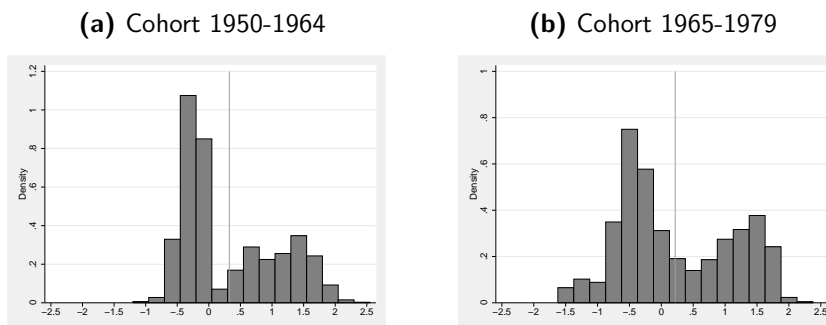 (a) Cohort 1950-1964
(b) Cohort 1965-1979
Density
0 .2 .4 .6 .8 1 1.2
-2.5 -2 -1.5 -1 -.5 0 .5 1 1.5 2 2.5
Density
0 .2 .4 .6 .8 1
-2.5 -2 -1.5 -1 -.5 0 .5 1 1.5 2 2.5